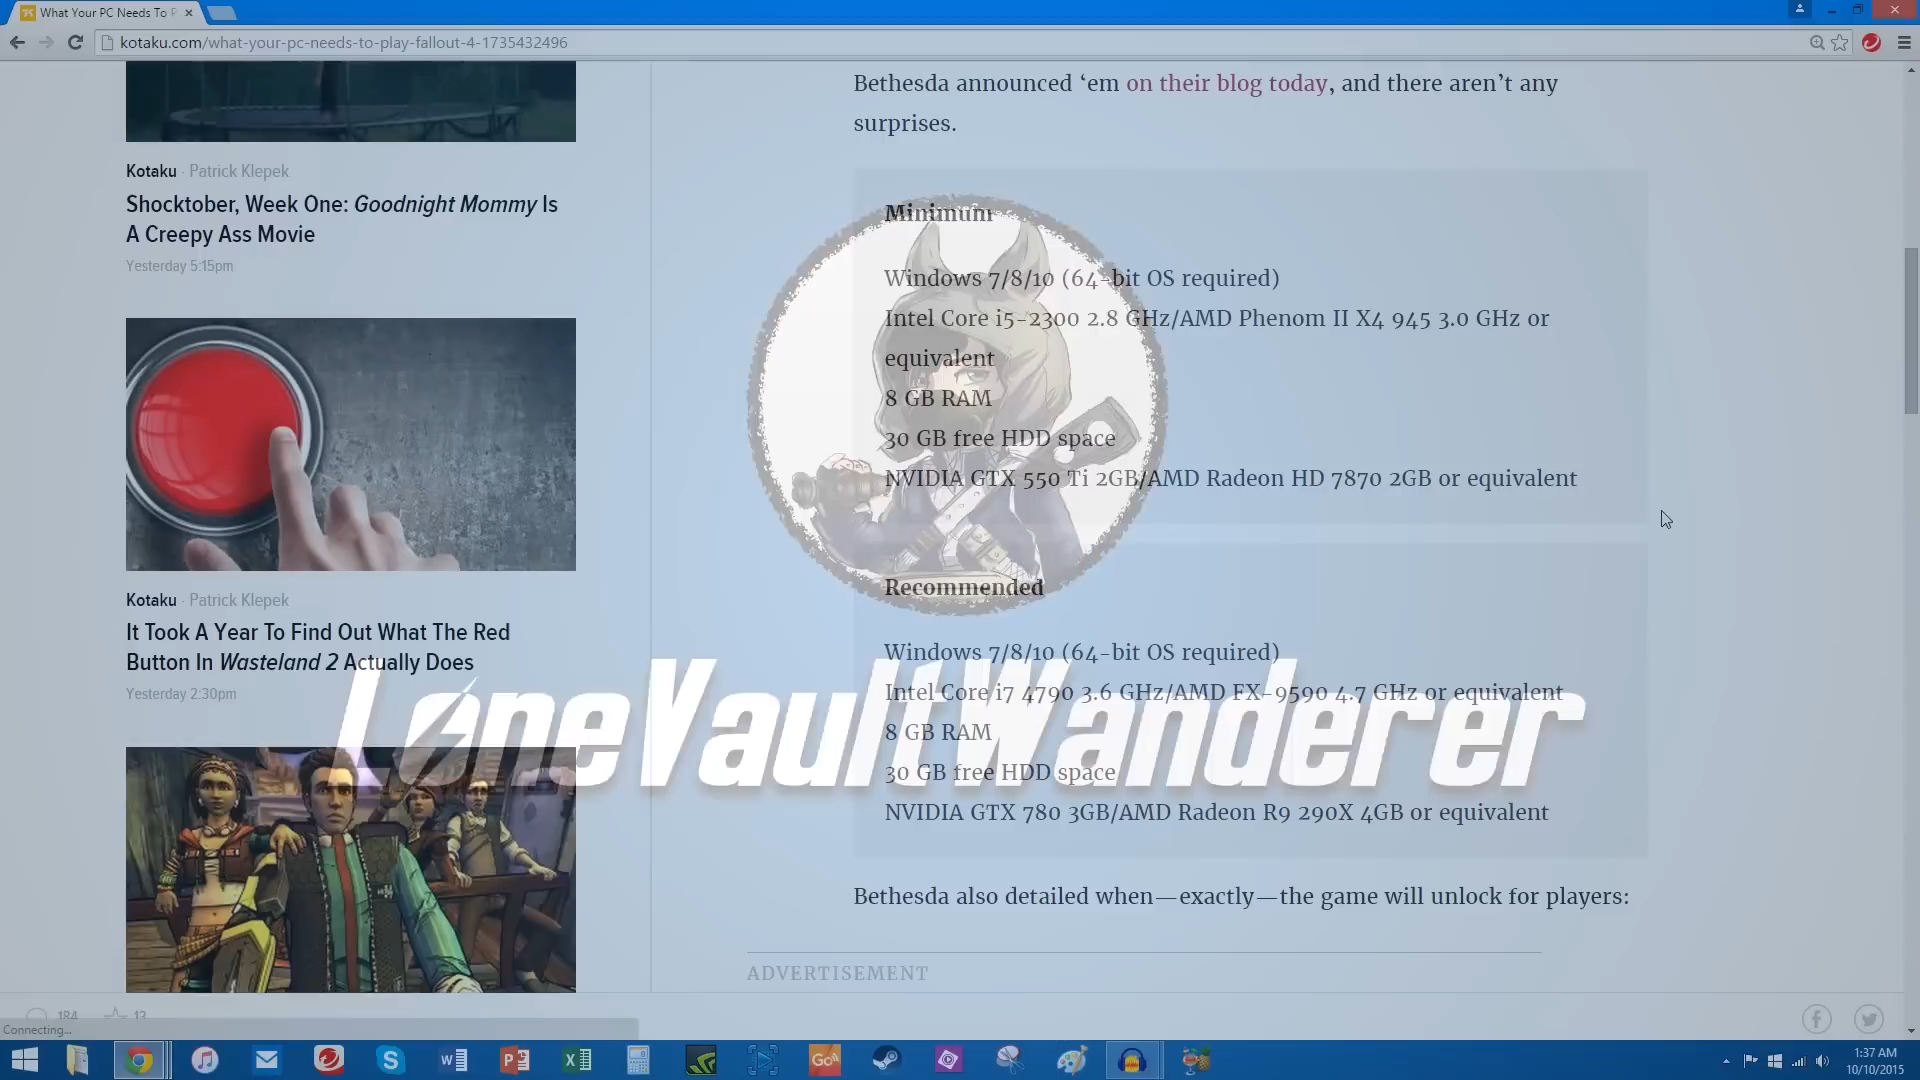 What Your PC Needs To P
kotaku.com/what-your-pc-needs-to-play-fallout-4-1735432496
Kotaku · Patrick Klepek
Shocktober, Week One: Goodnight Mommy Is
A Creepy Ass Movie
Yesterday 5:15pm
Kotaku · Patrick Klepek
It Took A Year To Find Out What The Red
Button In Wasteland 2 Actually Does
Yesterday 2:30pm
184
13
Connecting...
Bethesda announced ‘em on their blog today, and there aren’t any
surprises.
Minimum
Windows 7/8/10 (64-bit OS required)
Intel Core i5-2300 2.8 GHz/AMD Phenom II X4 945 3.0 GHz or
equivalent
8 GB RAM
30 GB free HDD space
NVIDIA GTX 550 Ti 2GB/AMD Radeon HD 7870 2GB or equivalent
Recommended
Windows 7/8/10 (64-bit OS required)
Intel Core i7 4790 3.6 GHz/AMD FX-9590 4.7 GHz or equivalent
8 GB RAM
30 GB free HDD space
NVIDIA GTX 780 3GB/AMD Radeon R9 290X 4GB or equivalent
LoneVaultWanderer
Bethesda also detailed when—exactly—the game will unlock for players:
ADVERTISEMENT
Go
1:37 AM
10/10/2015